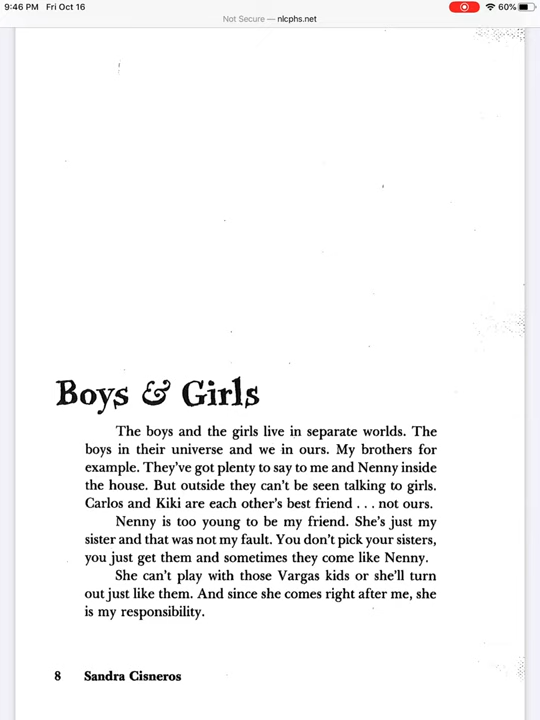 9:46 PM Fri Oct 16
60%
Not Secure — nlcphs.net
Boys & Girls
The boys and the girls live in separate worlds. The
boys in their universe and we in ours. My brothers for
example. They've got plenty to say to me and Nenny inside
the house. But outside they can't be seen talking to girls.
Carlos and Kiki are each other's best friend . . . not ours.
Nenny is too young to be my friend. She's just my
sister and that was not my fault. You don't pick your sisters,
you just get them and sometimes they come like Nenny.
She can't play with those Vargas kids or she'll turn
out just like them. And since she comes right after me, she
is my responsibility.
8 Sandra Cisneros